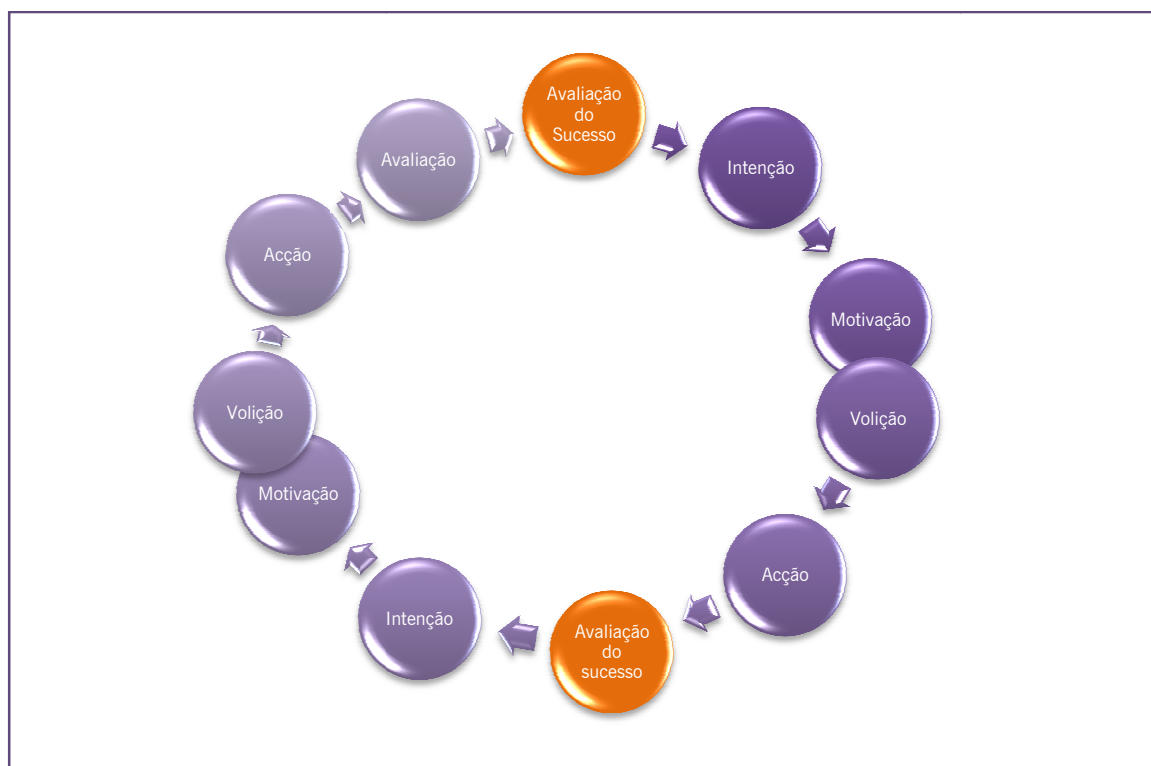 Avaliação
do
Sucesso
Intenção
Motivação
Volição
Acção
Avaliação
do
sucesso
Intenção
Motivação
Volição
Acção
Avaliação